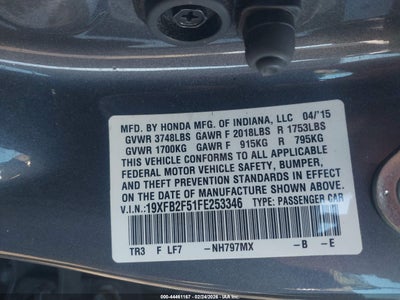 MFD. BY HONDA MFG. OF INDIANA, LLC 04/'15
GVWR 3748LBS GAWR F 2018LBS R 1753LBS
GVWR 1700KG GAWR F 915KG R 795KG
THIS VEHICLE CONFORMS TO ALL APPLICABLE
FEDERAL MOTOR VEHICLE SAFETY, BUMPER,
AND THEFT PREVENTION STANDARDS IN EFFECT
ON THE DATE OF MANUFACTURE SHOWN ABOVE.
V.I.N.: 19XFB2F51FE253346 TYPE: PASSENGER CAR
TR3 F LF7 -NH797MX -B -E
000-44461167 - 02/24/2026 - IAAI.COM